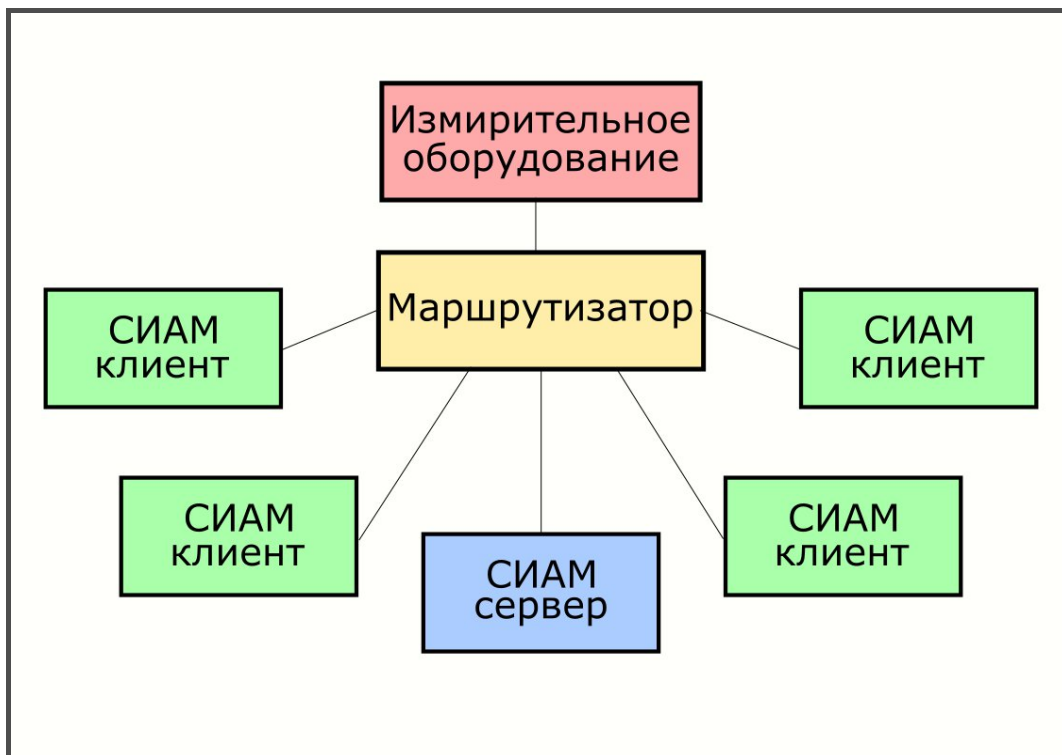 Измирительное
оборудование
Маршрутизатор
СИАМ
клиент
СИАМ
клиент
СИАМ
клиент
СИАМ
сервер
СИАМ
клиент